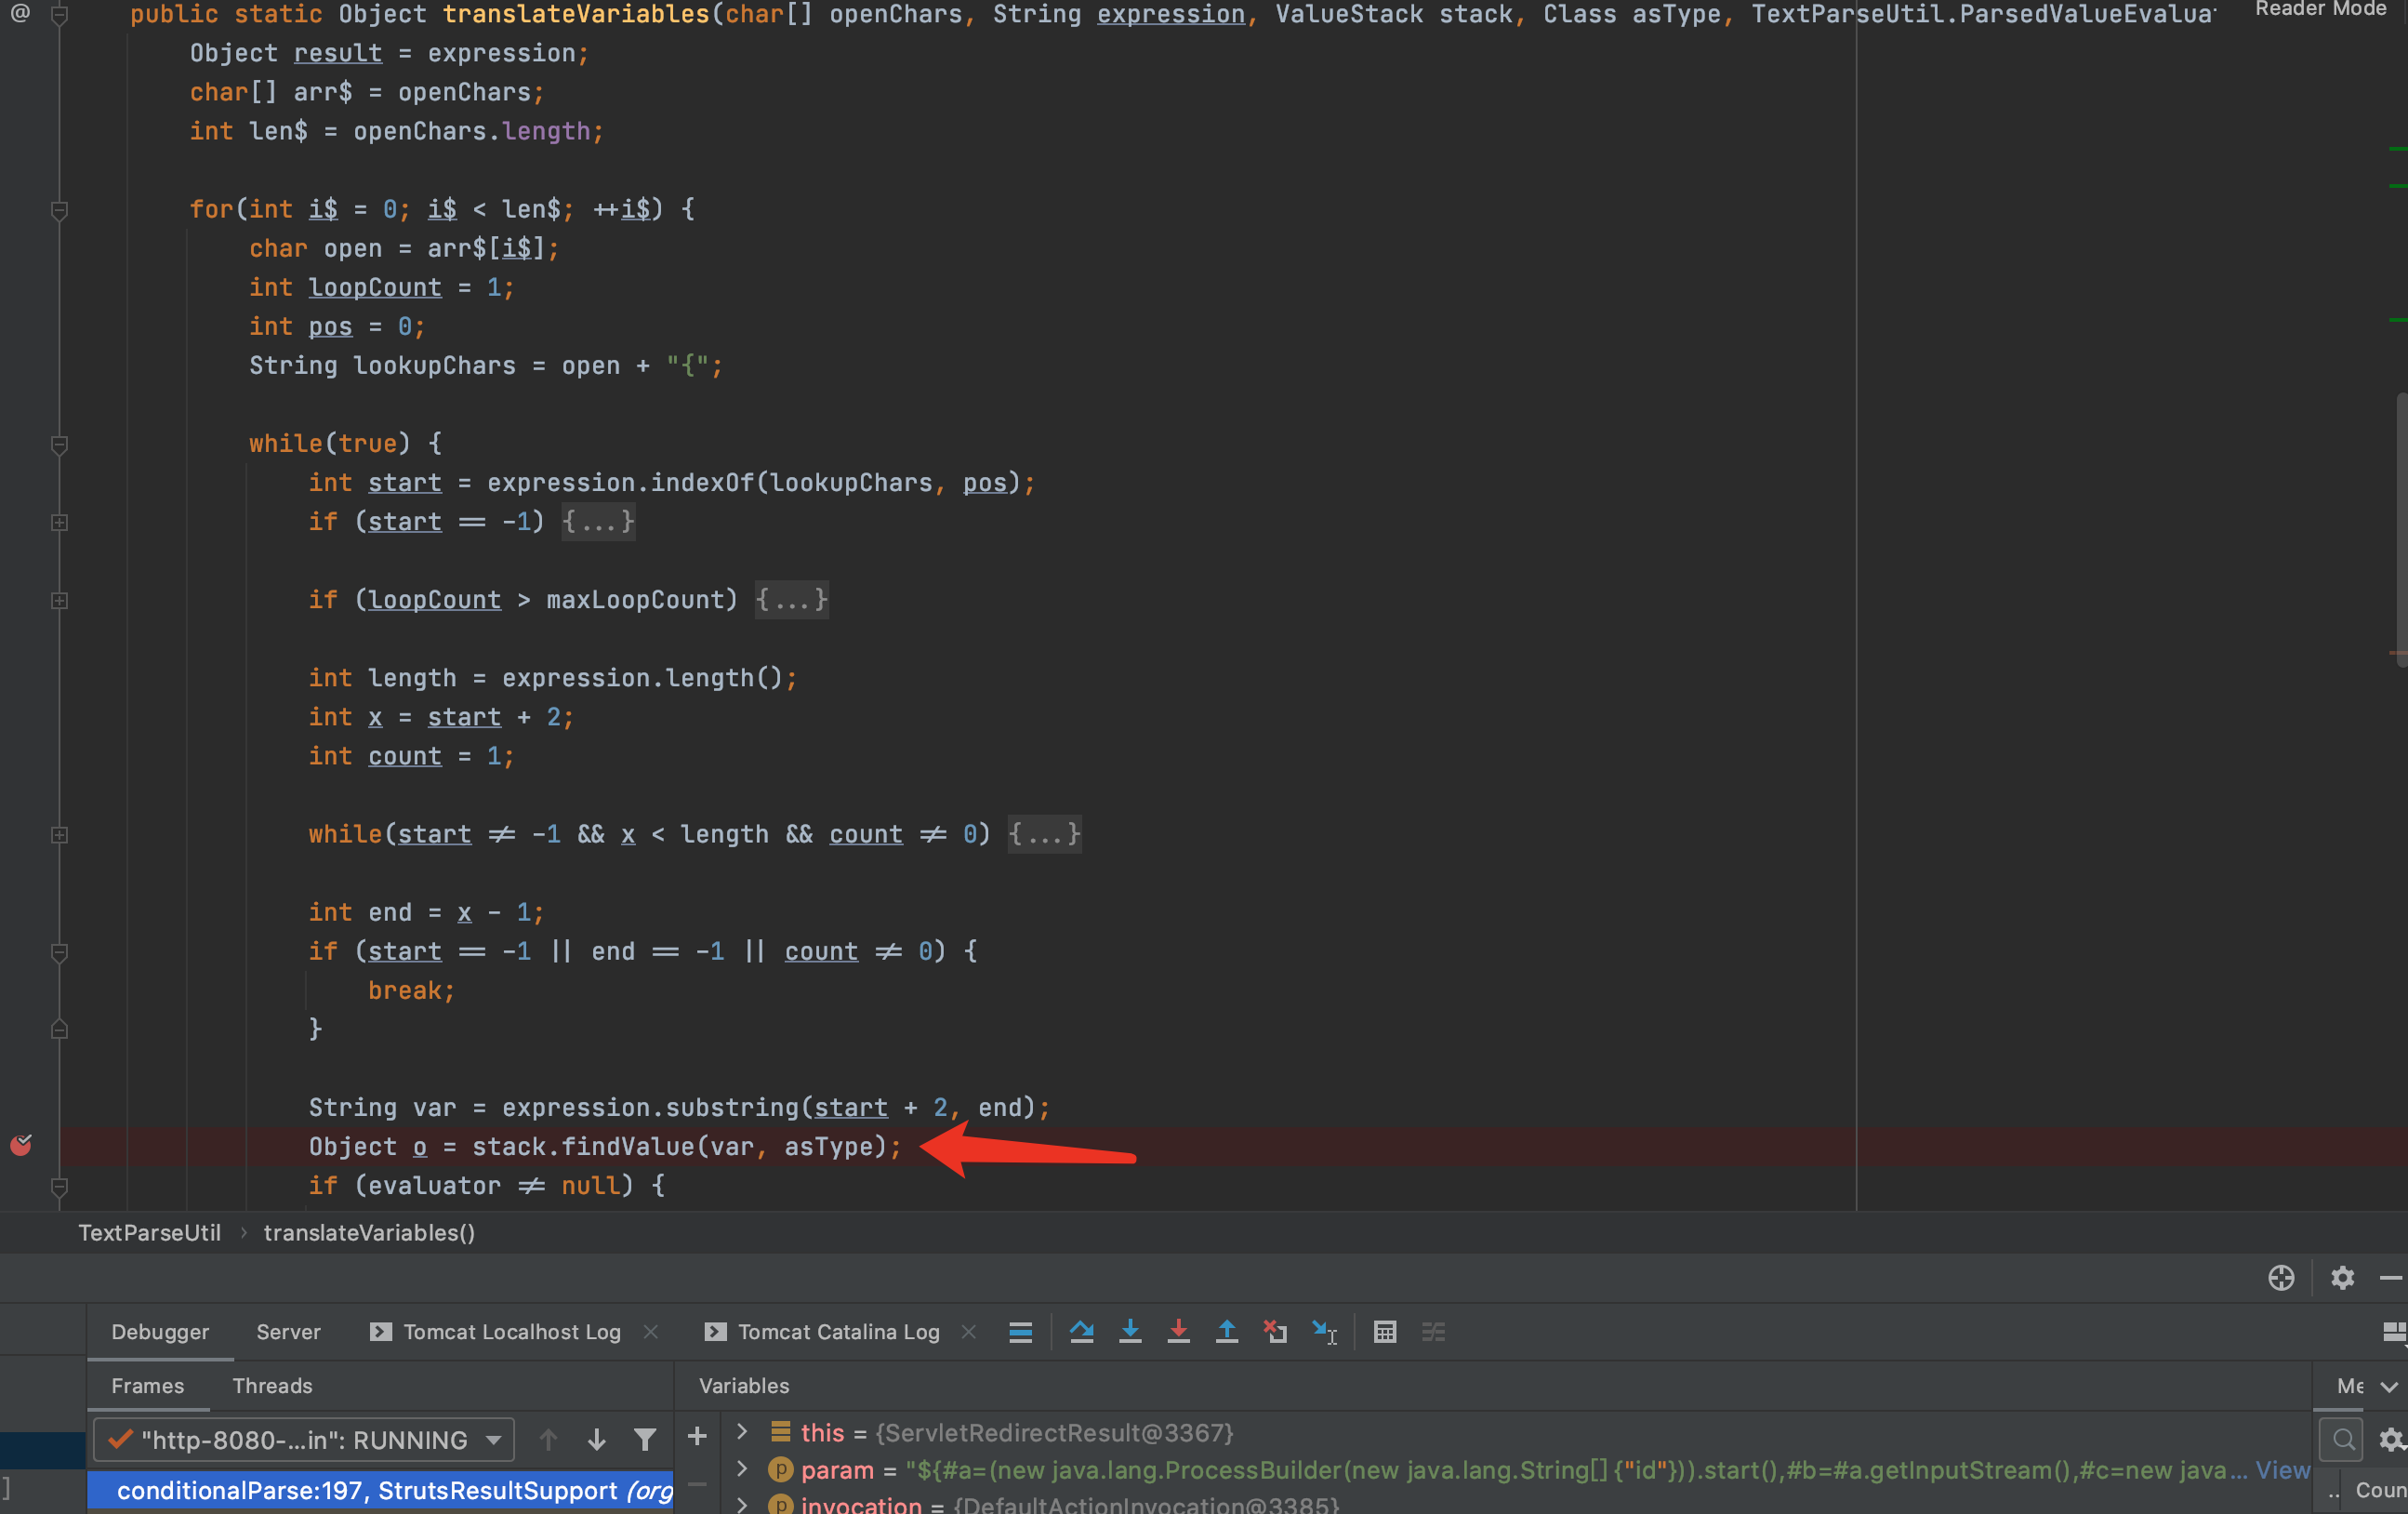 @ public static Object translateVariables(char[] openChars, String expression, ValueStack stack, Class asType, TextParseUtil.ParsedValueEvaluat Reader Mode
Object result = expression;
char[] arr$ = openChars;
int len$ = openChars.length;
for(int i$ = 0; i$ < len$; ++i$) {
char open = arr$[i$];
int loopCount = 1;
int pos = 0;
String lookupChars = open + "{";
while(true) {
int start = expression.indexOf(lookupChars, pos);
if (start == -1) {...}
if (loopCount > maxLoopCount) {...}
int length = expression.length();
int x = start + 2;
int count = 1;
while(start != -1 && x < length && count != 0) {...}
int end = x - 1;
if (start == -1 || end == -1 || count != 0) {
break;
}
String var = expression.substring(start + 2, end);
Object o = stack.findValue(var, asType);
if (evaluator != null) {
TextParseUtil › translateVariables()
Debugger Server Tomcat Localhost Log × Tomcat Catalina Log ×
Frames Threads Variables Me
"http-8080-...in": RUNNING
this = {ServletRedirectResult@3367}
param = "${#a=(new java.lang.ProcessBuilder(new java.lang.String[] {"id"})).start(),#b=#a.getInputStream(),#c=new java... View
] conditionalParse:197, StrutsResultSupport (org
invocation = {DefaultActionInvocation@3385}
.. Coun